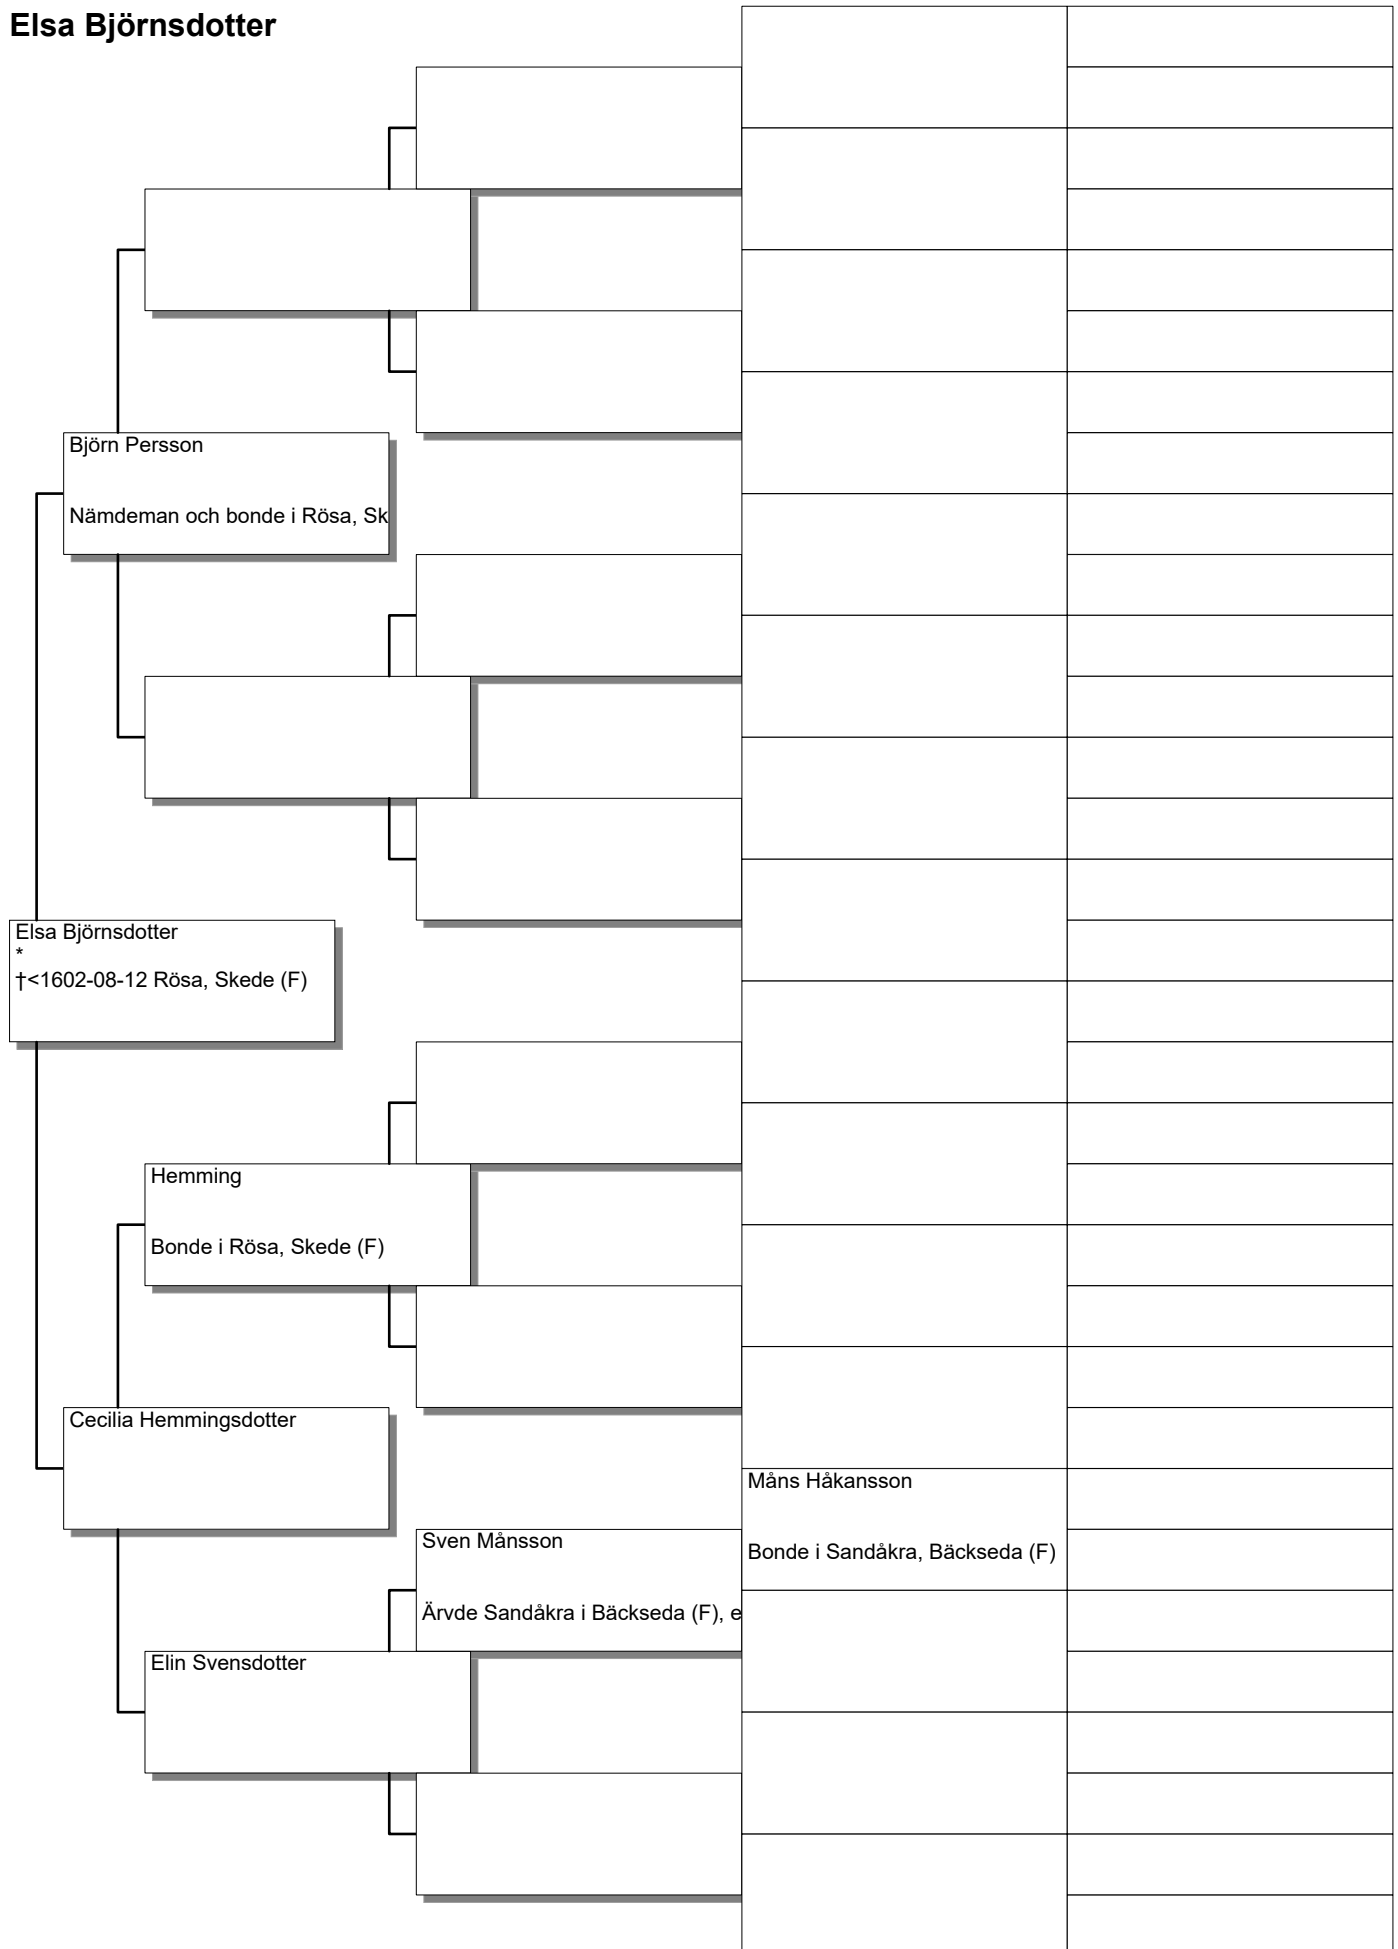 Elsa Björnsdotter
Björn Persson
Nämdeman och bonde i Rösa, Sk
Elsa Björnsdotter
*
†<1602-08-12 Rösa, Skede (F)
Hemming
Bonde i Rösa, Skede (F)
Cecilia Hemmingsdotter
Måns Håkansson
Bonde i Sandåkra, Bäckseda (F)
Sven Månsson
Ärvde Sandåkra i Bäckseda (F), e
Elin Svensdotter